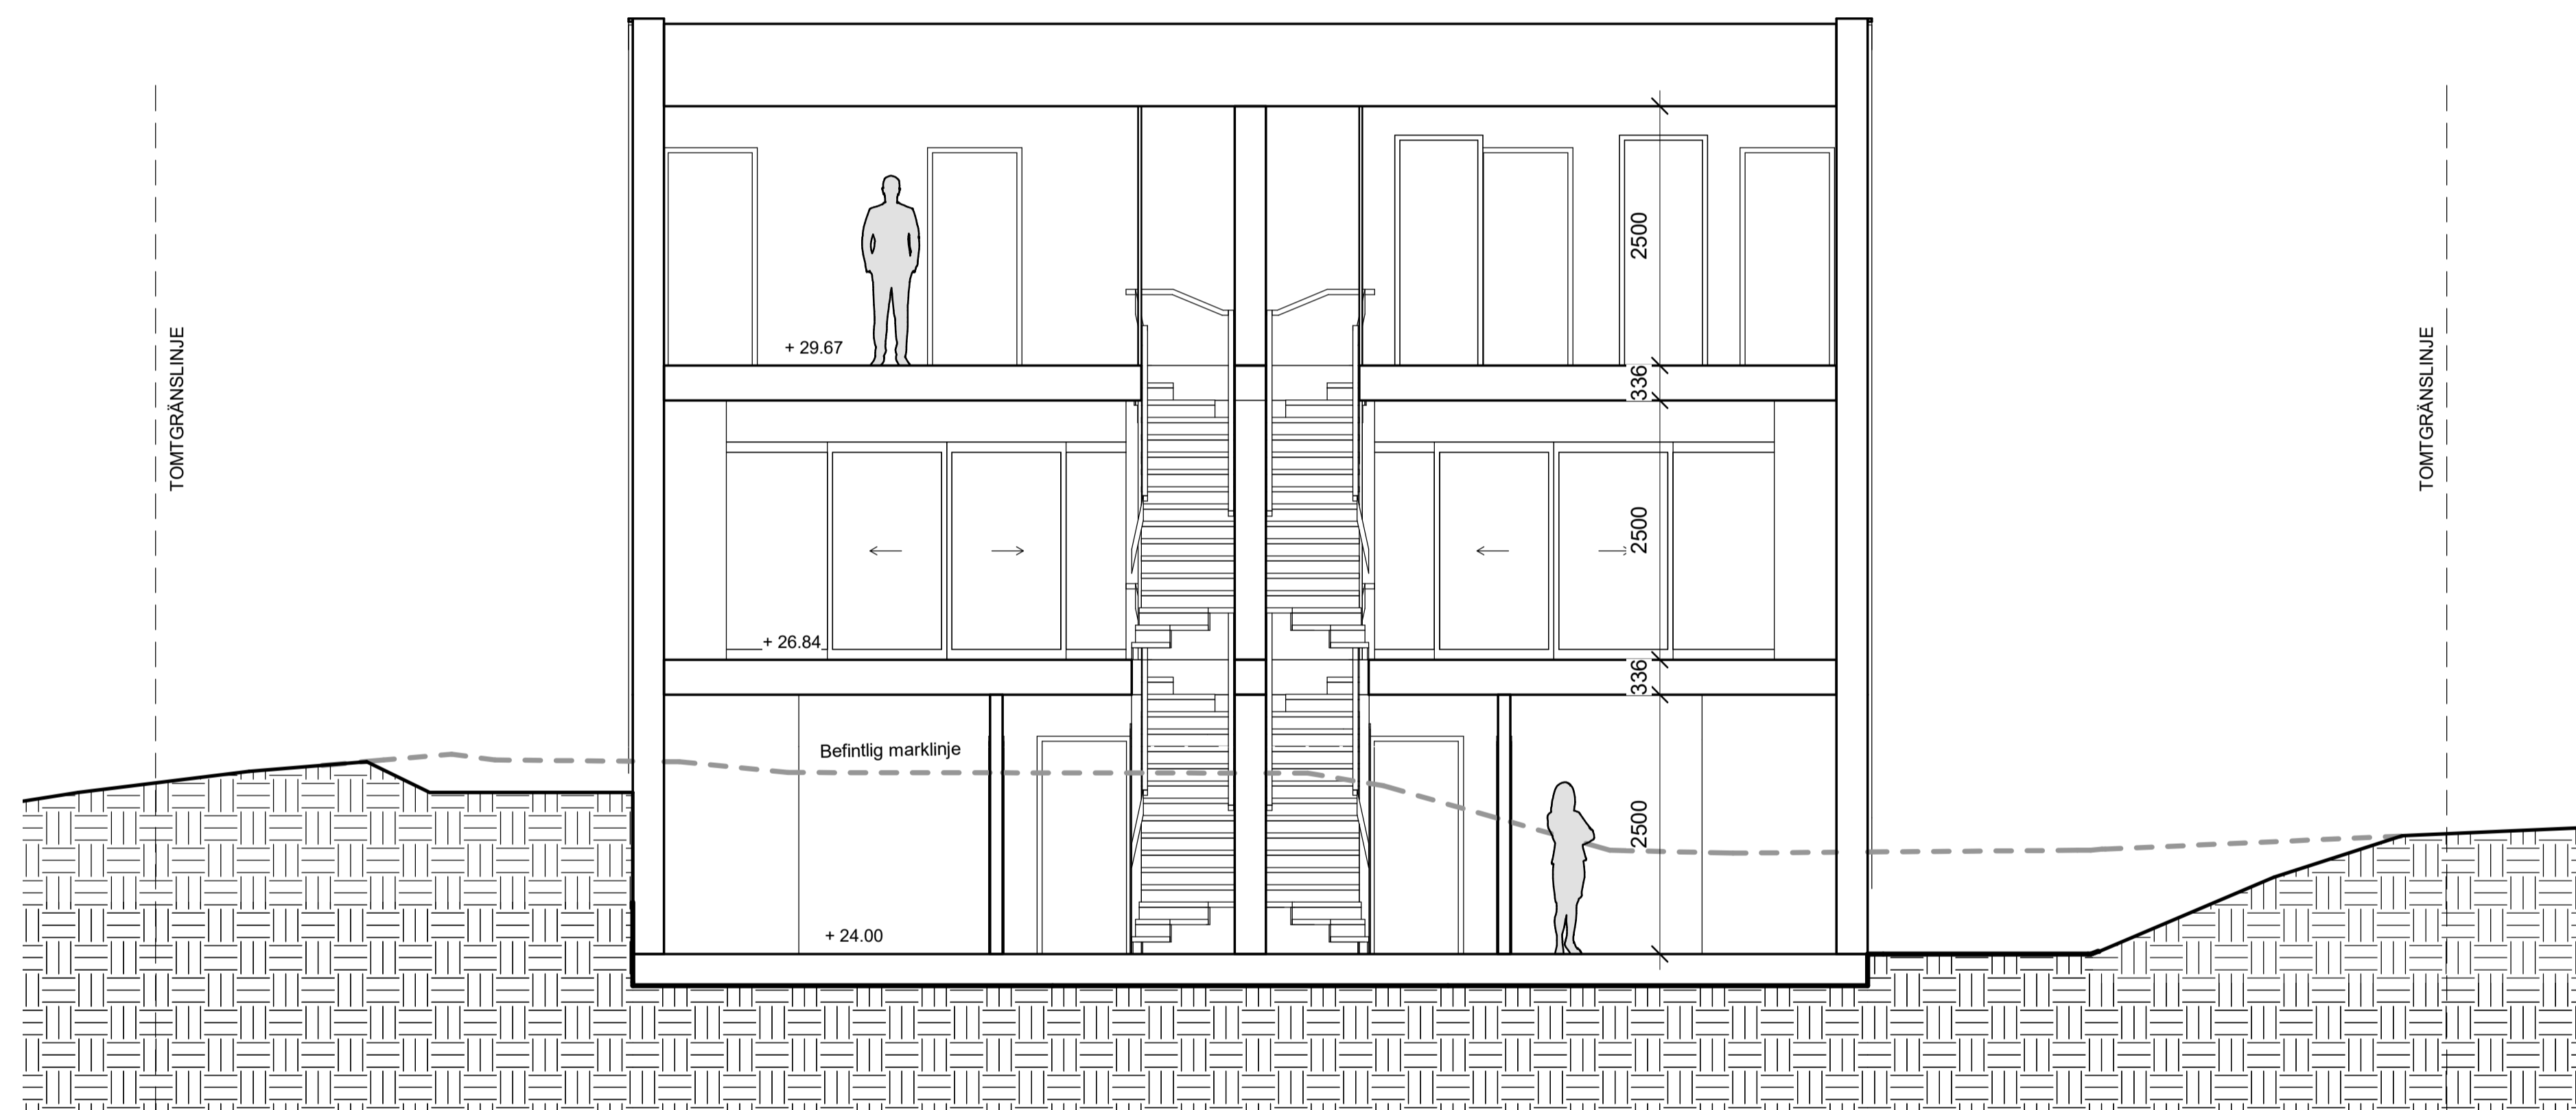 2500
+ 29.67
TOMTGRÄNSLINJE
TOMTGRÄNSLINJE
336
2500
+ 26.84
336
Befintlig marklinje
2500
+ 24.00